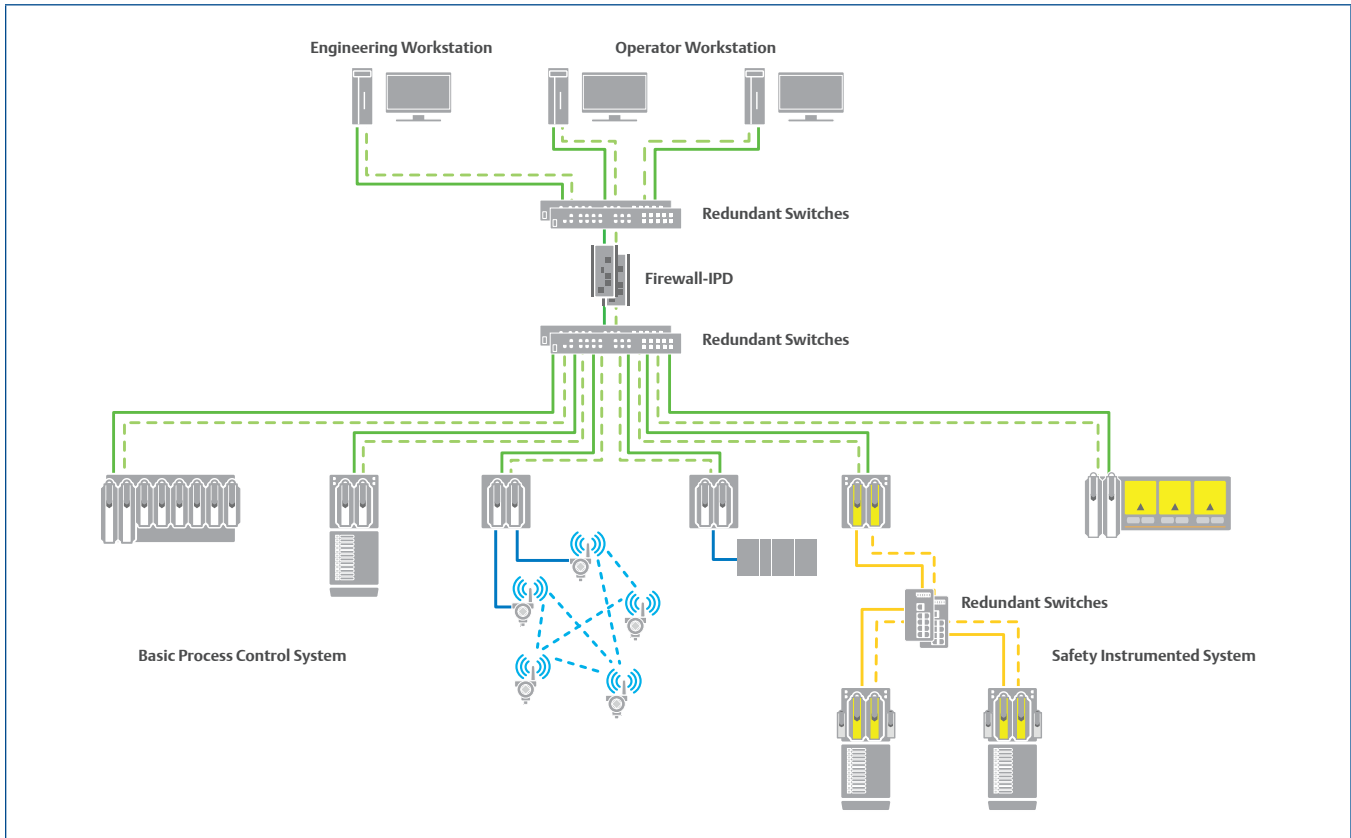 Engineering Workstation
Operator Workstation
Redundant Switches
Firewall-IPD
Redundant Switches
Redundant Switches
Basic Process Control System
Safety Instrumented System